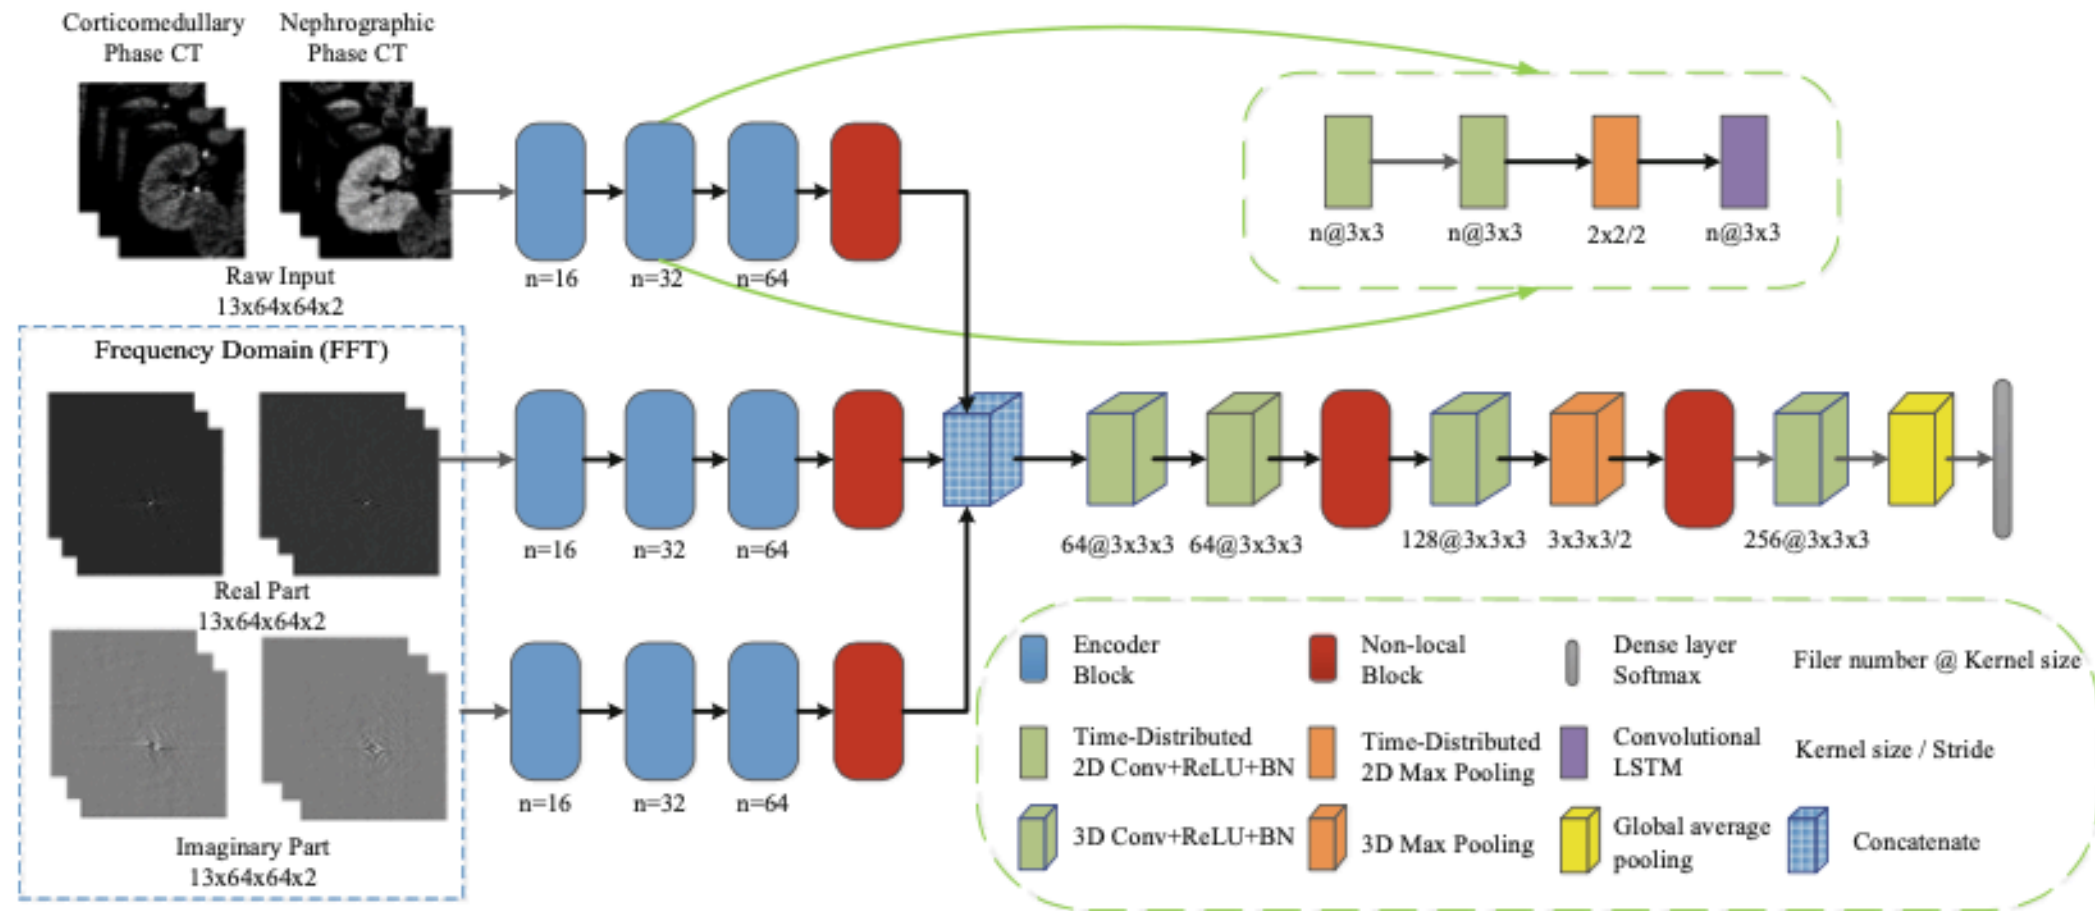 Corticomedullary
Phase CT
Nephrographic
Phase CT
Raw Input
13x64x64x2
n=16
n=32
n=64
n@3x3
n@3x3
2x2/2
n@3x3
Frequency Domain (FFT)
Real Part
13x64x64x2
n=16
n=32
n=64
64@3x3x3
64@3x3x3
128@3x3x3
3x3x3/2
256@3x3x3
Imaginary Part
13x64x64x2
n=16
n=32
n=64
Encoder
Block
Non-local
Block
Dense layer
Softmax
Filer number @ Kernel size
Time-Distributed
2D Conv+ReLU+BN
Time-Distributed
2D Max Pooling
Convolutional
LSTM
Kernel size / Stride
3D Conv+ReLU+BN
3D Max Pooling
Global average
pooling
Concatenate